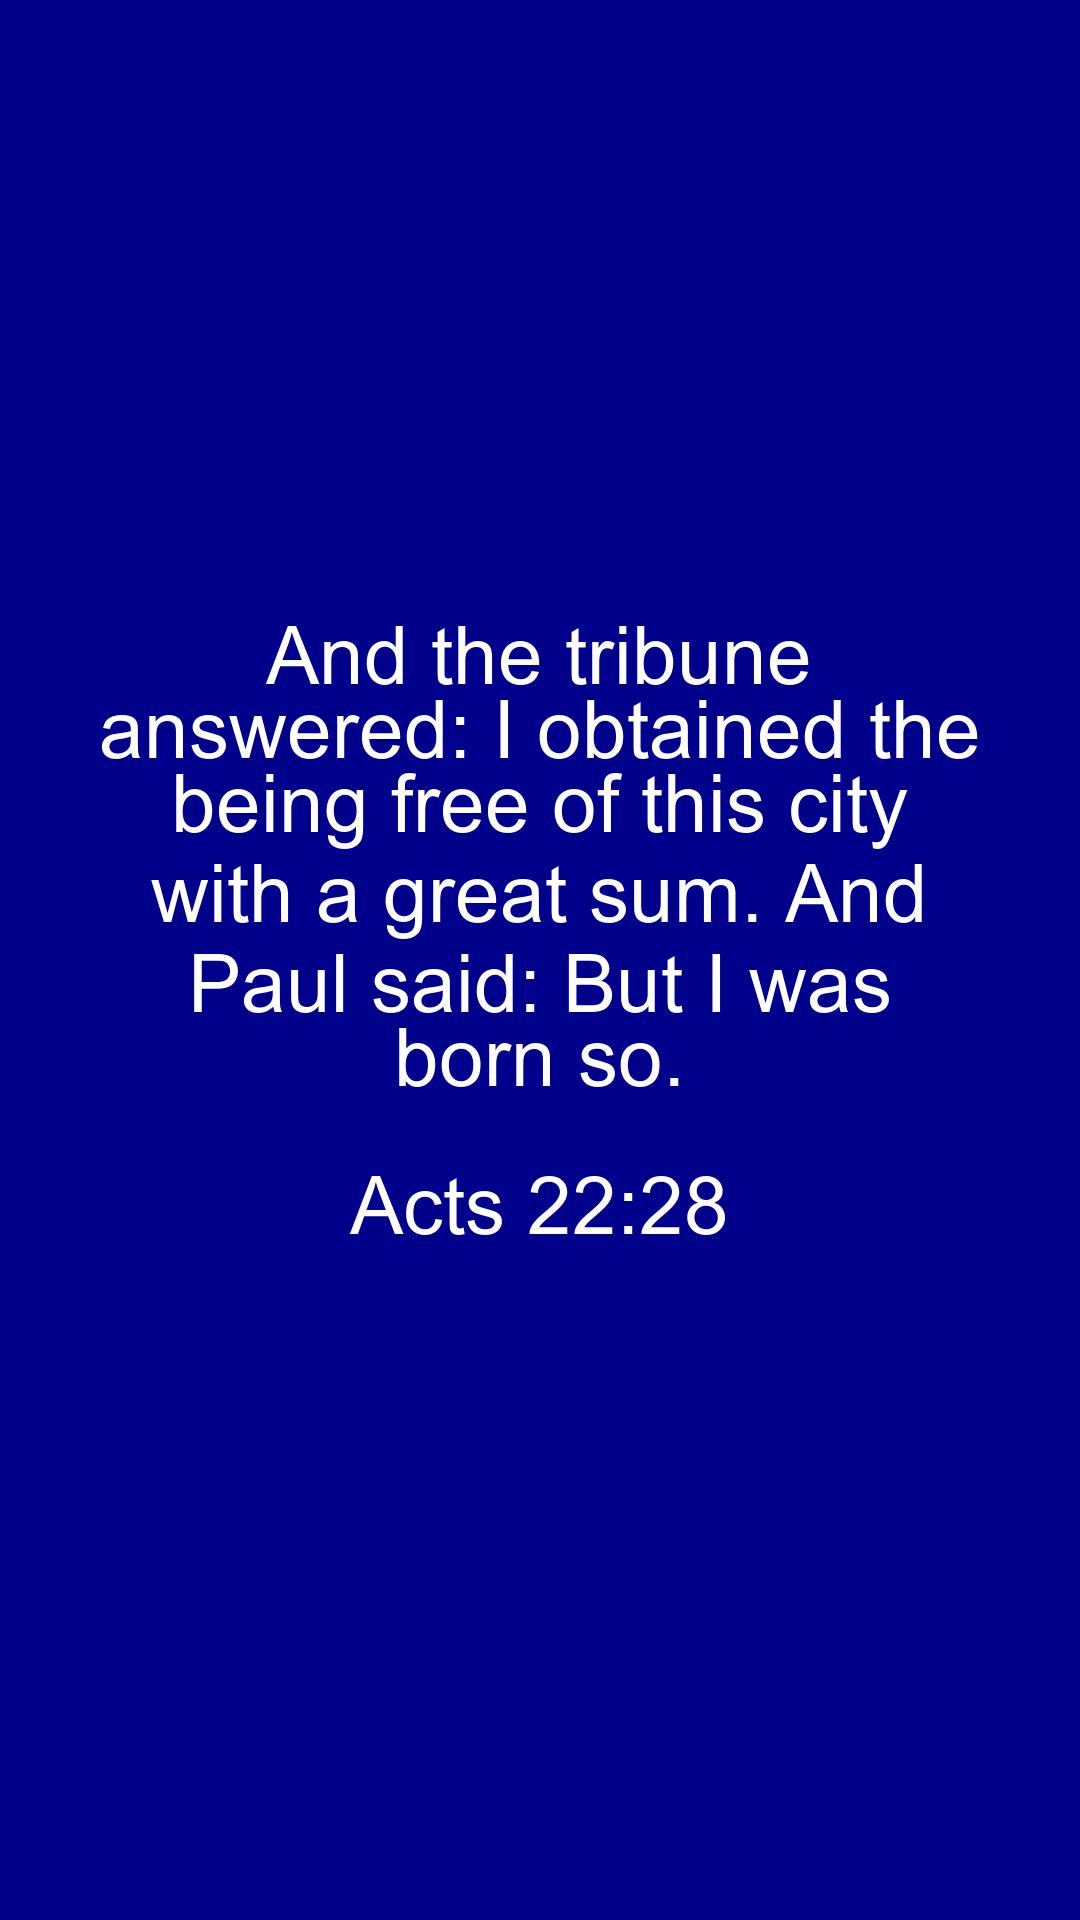 And the tribune
answered: I obtained the
being free of this city
with a great sum. And
Paul said: But I was
born so.
Acts 22:28